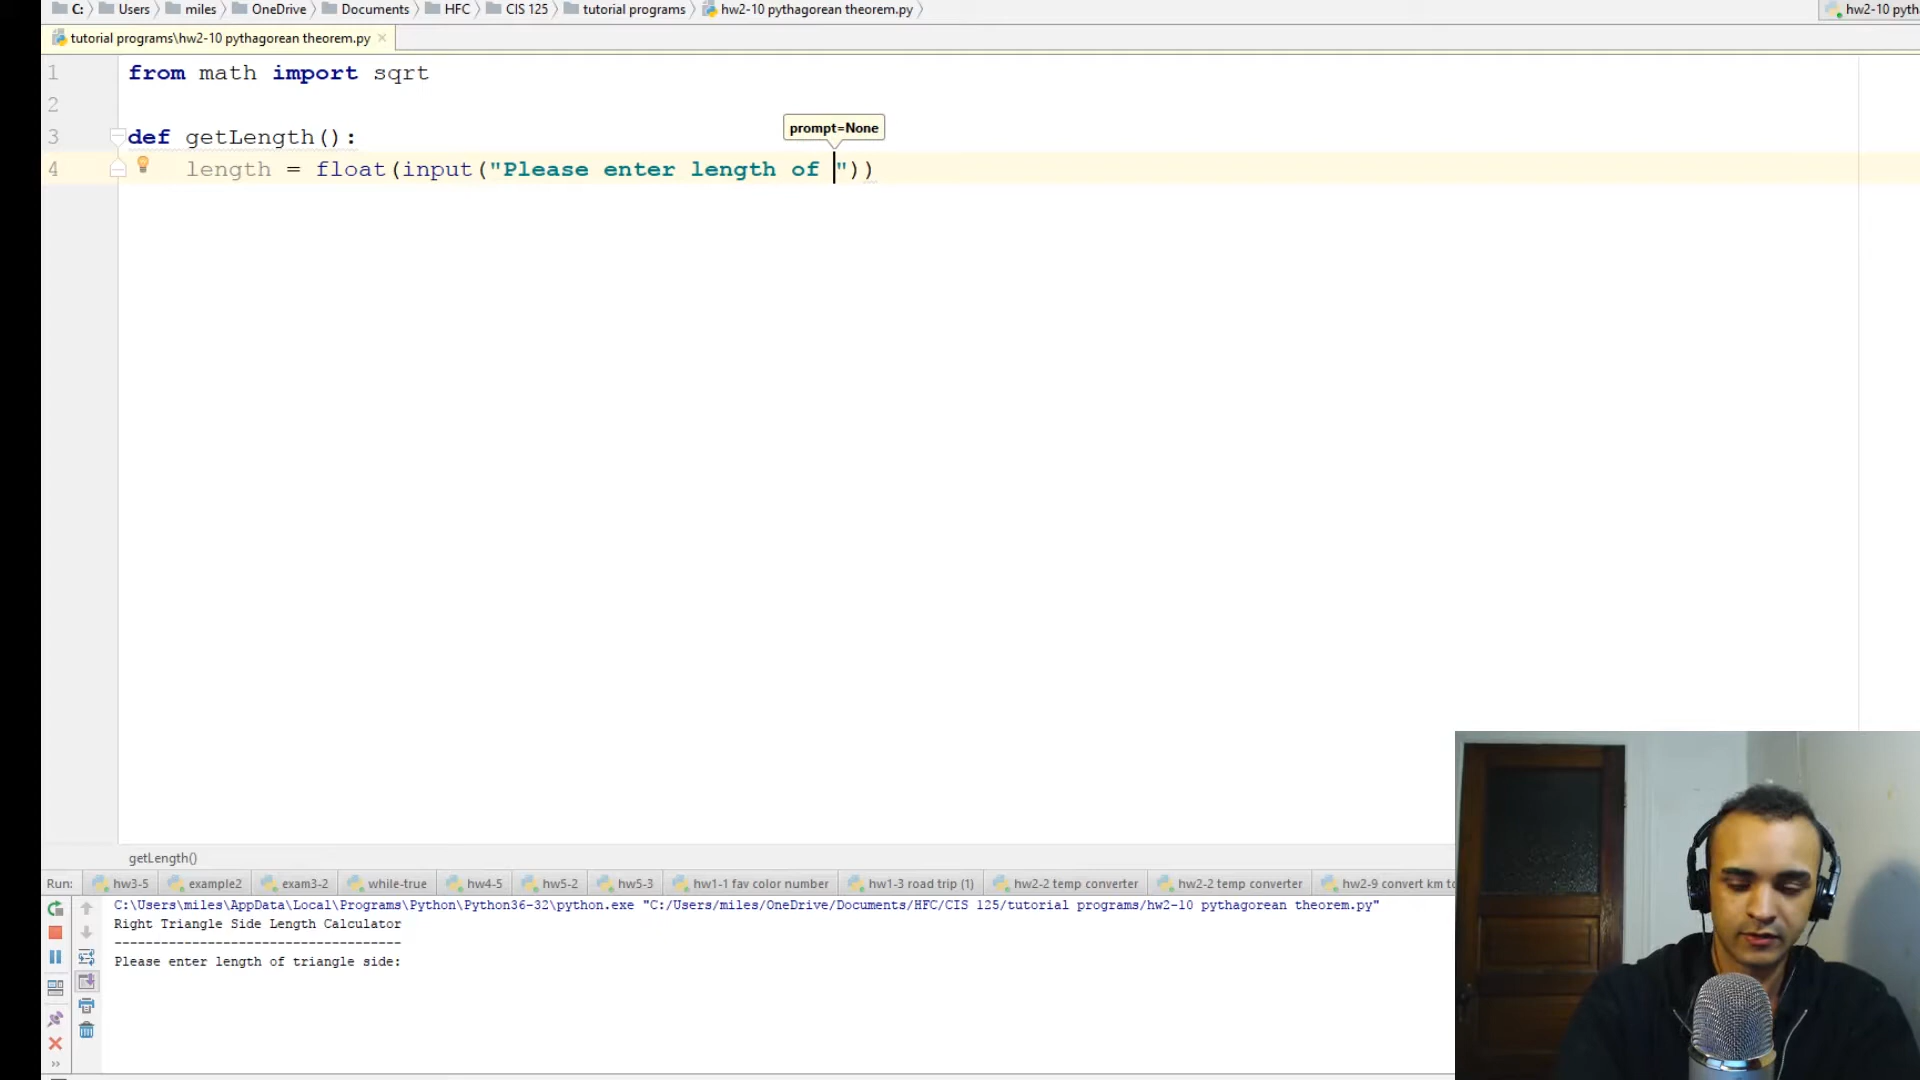 C: Users miles OneDrive Documents HFC CIS 125 tutorial programs hw2-10 pythagorean theorem.py hw2-10 pyth
tutorial programs\hw2-10 pythagorean theorem.py ×
1 from math import sqrt
2
prompt=None
3 def getLength():
4 length = float(input("Please enter length of "))
getLength()
Run: hw3-5 example2 exam3-2 while-true hw4-5 hw5-2 hw5-3 hw1-1 fav color number hw1-3 road trip (1) hw2-2 temp converter hw2-2 temp converter hw2-9 convert km to
C:\Users\miles\AppData\Local\Programs\Python\Python36-32\python.exe "C:/Users/miles/OneDrive/Documents/HFC/CIS 125/tutorial programs/hw2-10 pythagorean theorem.py"
Right Triangle Side Length Calculator
-------------------------------------
Please enter length of triangle side: